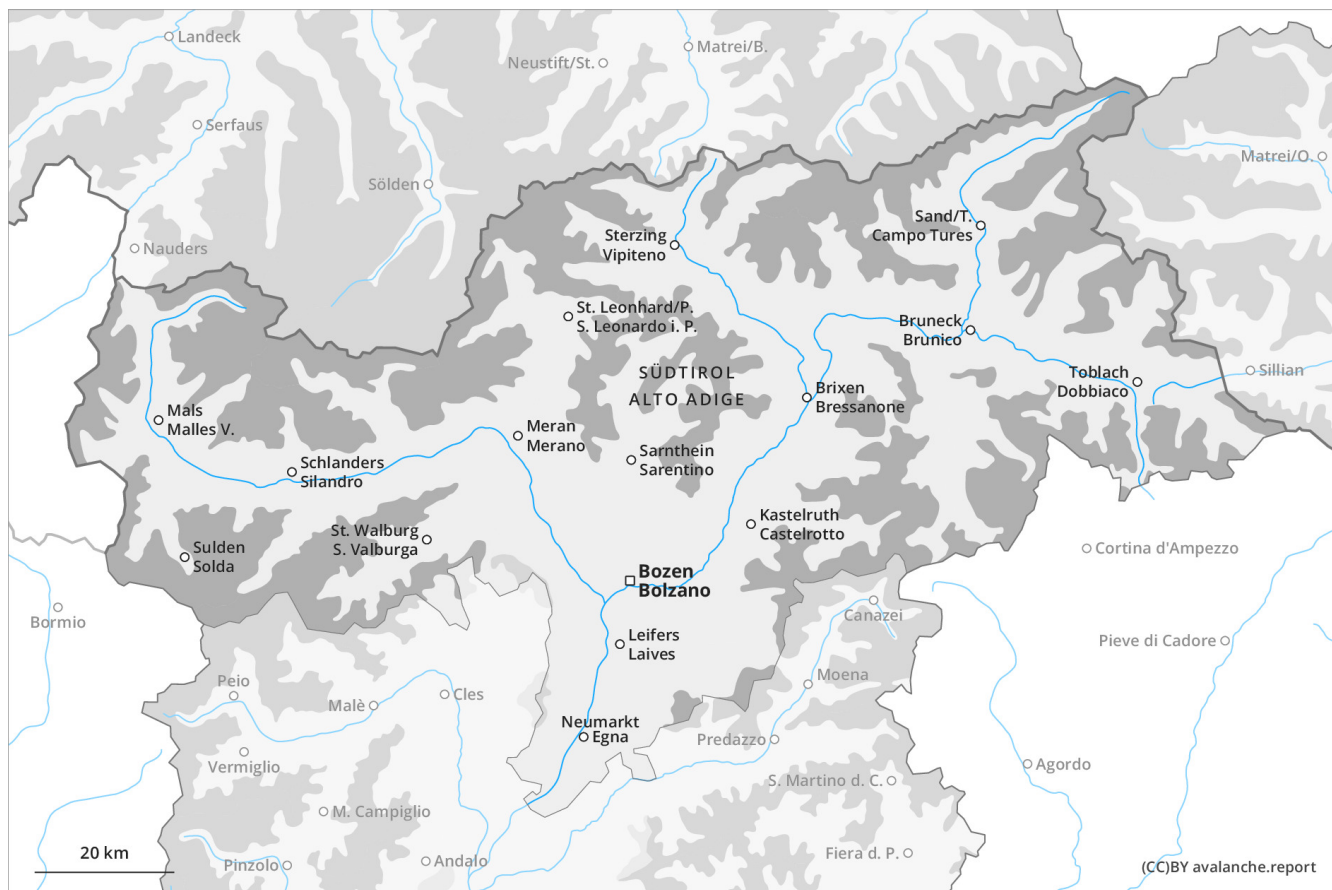 Landeck
Matrei/B.
Neustift/St.
Serfaus
Matrei/O.
Sölden
Sand/T.
Campo Tures
Nauders
Sterzing
Vipiteno
St. Leonhard/P.
S. Leonardo i. P.
Bruneck
Brunico
SÜDTIROL
ALTO ADIGE
Toblach
Dobbiaco
Sillian
Brixen
Bressanone
Mals
Malles V.
Meran
Merano
Sarnthein
Sarentino
Schlanders
Silandro
Kastelruth
Castelrotto
St. Walburg
S. Valburga
Sulden
Solda
Cortina d'Ampezzo
Bozen
Bolzano
Bormio
Canazei
Leifers
Laives
Pieve di Cadore
Peio
Moena
Malè
Cles
Neumarkt
Egna
Predazzo
Vermiglio
Agordo
S. Martino d. C.
M. Campiglio
20 km
Pinzolo
Andalo
Fiera d. P.
(CC)BY avalanche.report